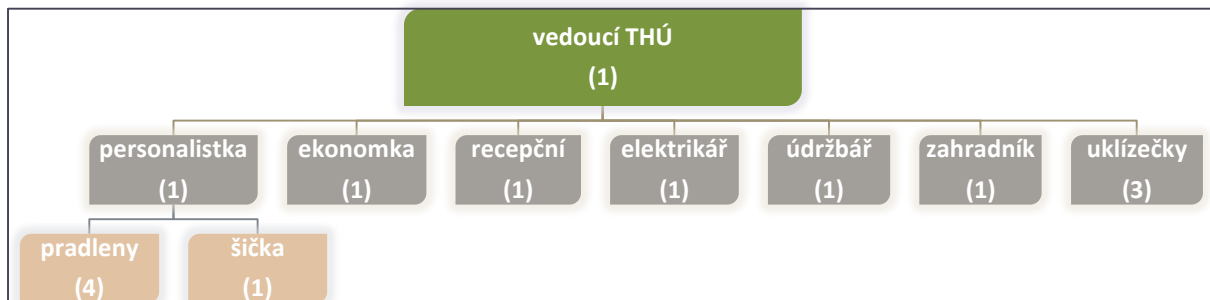 vedoucí THÚ
(1)
personalistka
(1)
ekonomka
(1)
recepční
(1)
elektrikář
(1)
údržbář
(1)
zahradník
(1)
uklízečky
(3)
pradleny
(4)
šička
(1)